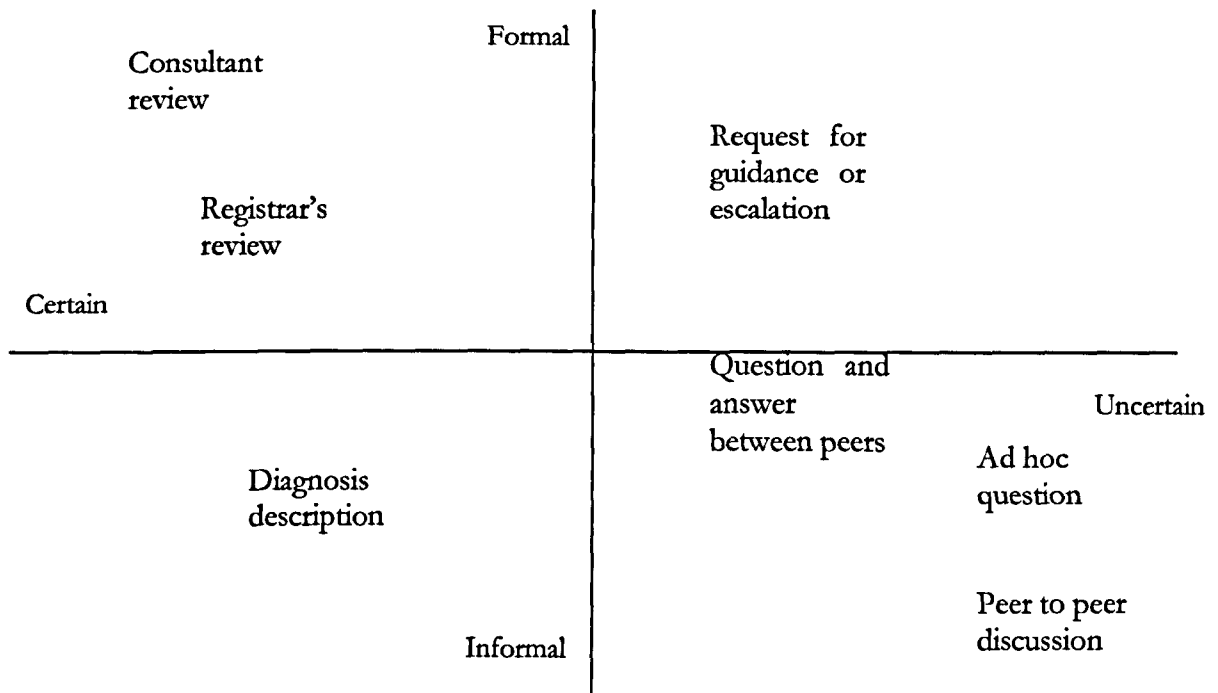 Formal
Consultant
review
Request for
guidance or
escalation
Registrar's
review
Certain
Question and
answer
between peers
Uncertain
Ad hoc
question
Diagnosis
description
Peer to peer
discussion
Informal